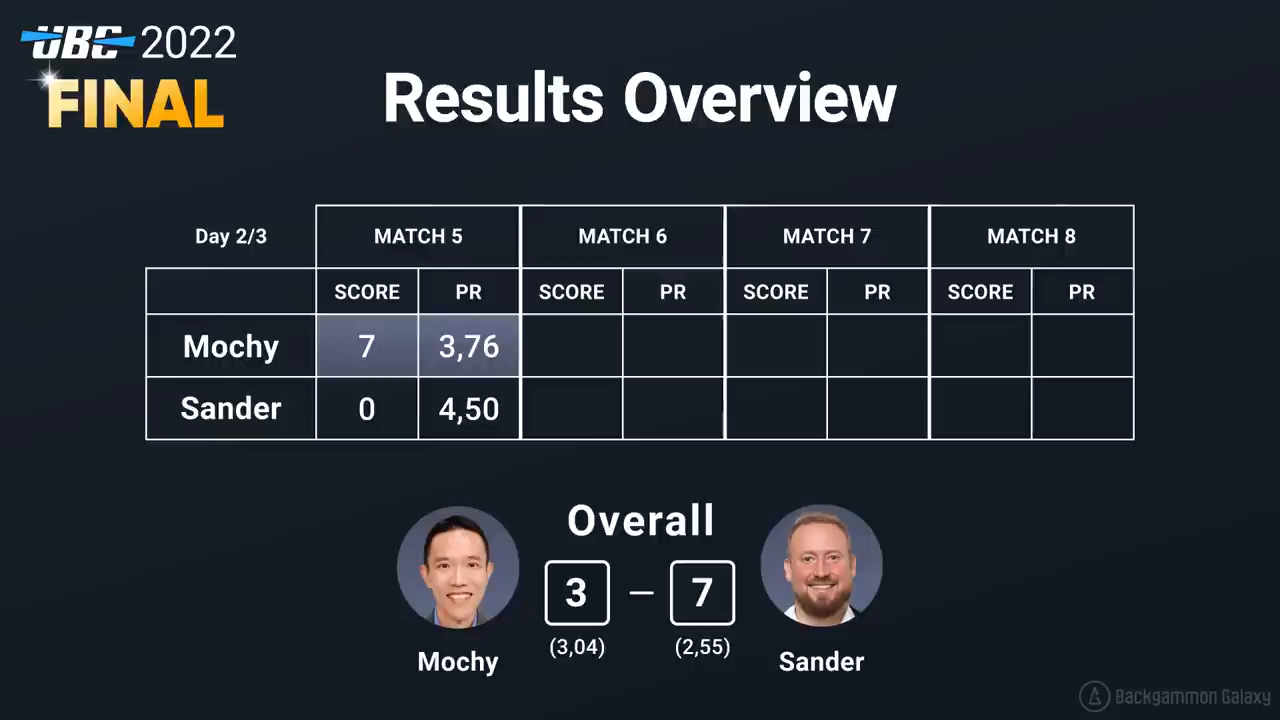 UBC 2022
FINAL
Results Overview
Day 2/3 MATCH 5 MATCH 6 MATCH 7 MATCH 8
SCORE PR SCORE PR SCORE PR SCORE PR
Mochy 7 3,76
Sander 0 4,50
Overall
3 – 7
(3,04) (2,55)
Mochy Sander
Backgammon Galaxy